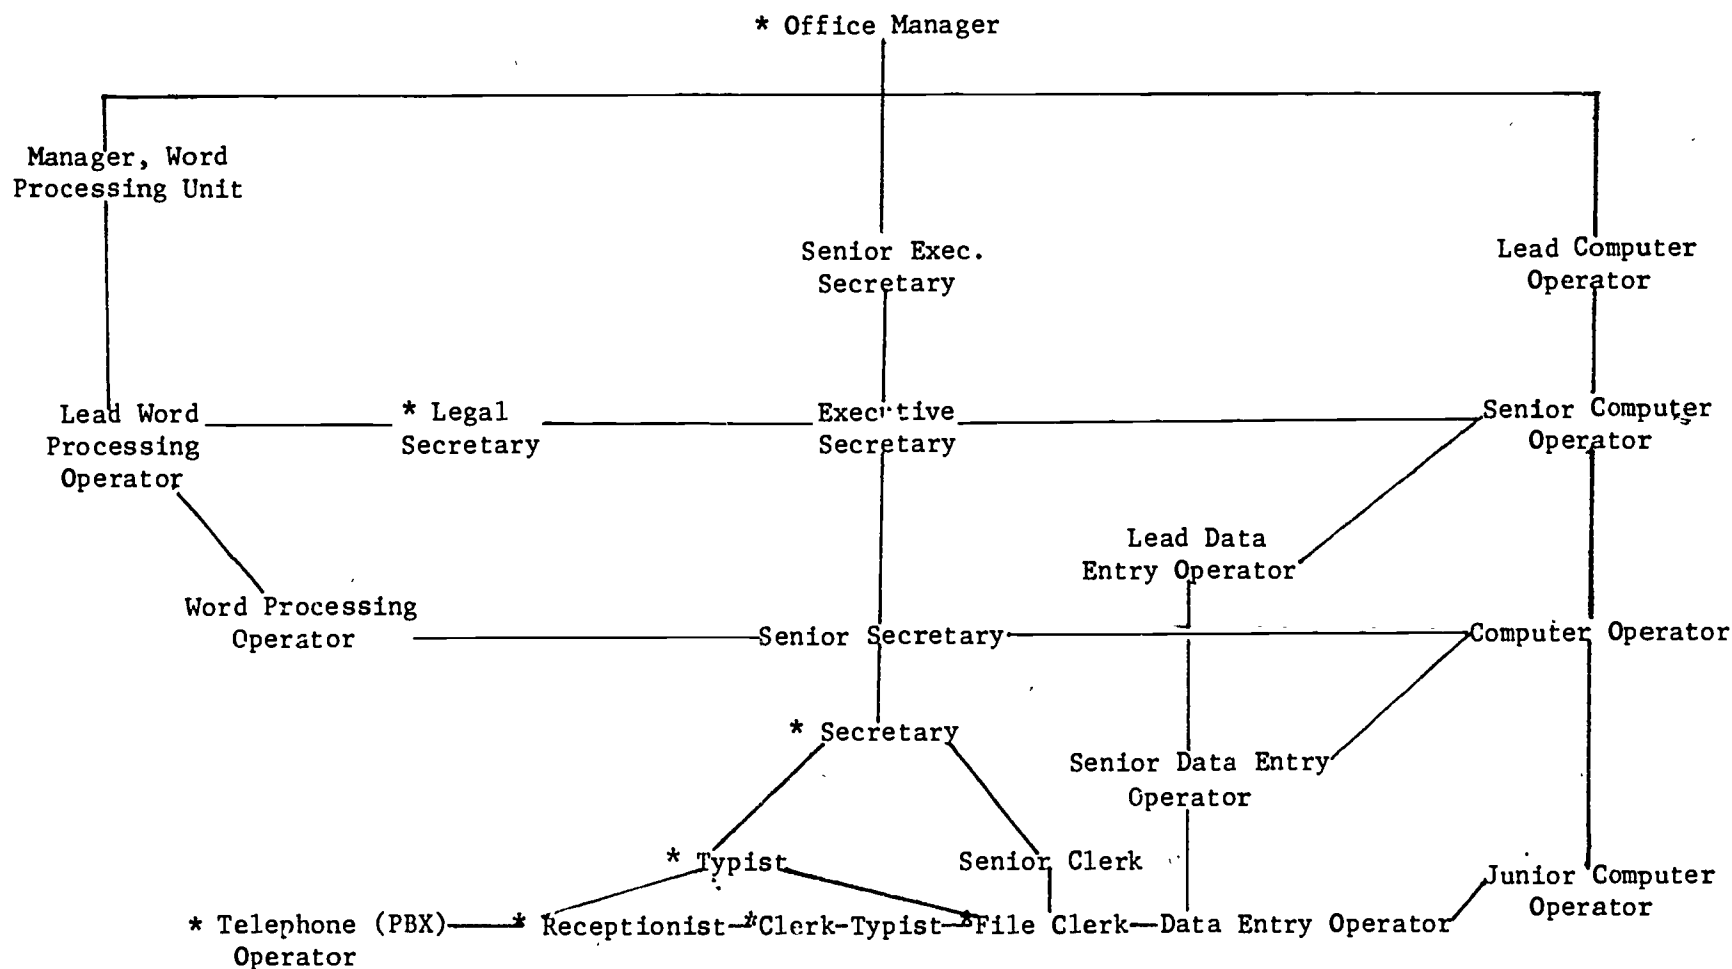 * Office Manager
Manager, Word
Processing Unit
Senior Exec.
Secretary
Lead Computer
Operator
Lead Word
Processing
Operator
* Legal
Secretary
Executive
Secretary
Senior Computer
Operator
Lead Data
Entry Operator
Word Processing
Operator
Senior Secretary
Computer Operator
* Secretary
Senior Data Entry
Operator
* Typist
Senior Clerk
Junior Computer
Operator
* Telephone (PBX)
Operator
* Receptionist
*Clerk-Typist
*File Clerk
Data Entry Operator